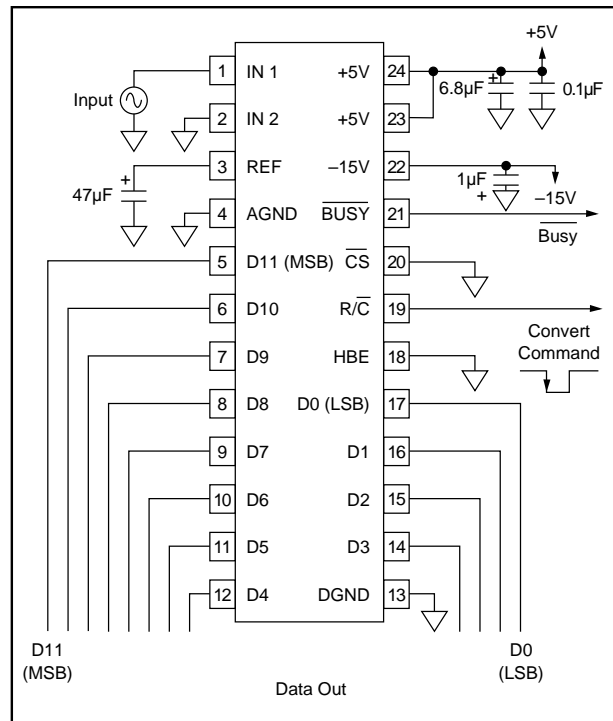 +5V
1 IN 1 +5V 24
6.8µF + 0.1µF
Input
2 IN 2 +5V 23
3 REF –15V 22
+
47µF
1µF
+
–15V
4 AGND B̅U̅S̅Y̅ 21
B̅u̅s̅y̅
5 D11 (MSB) C̅S̅ 20
6 D10 R/C̅ 19
Convert
Command
7 D9 HBE 18
8 D8 D0 (LSB) 17
9 D7 D1 16
10 D6 D2 15
11 D5 D3 14
12 D4 DGND 13
D11
(MSB)
D0
(LSB)
Data Out